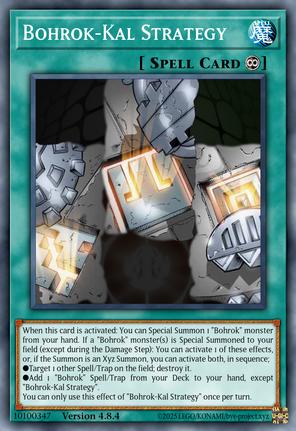 Bohrok-Kal Strategy
[ Spell Card ]
When this card is activated: You can Special Summon 1 "Bohrok" monster
from your hand. If a "Bohrok" monster(s) is Special Summoned to your
field (except during the Damage Step): You can activate 1 of these effects,
or, if the Summon is an Xyz Summon, you can activate both, in sequence;
●Target 1 other Spell/Trap on the field; destroy it.
●Add 1 "Bohrok" Spell/Trap from your Deck to your hand, except
"Bohrok-Kal Strategy".
You can only use this effect of "Bohrok-Kal Strategy" once per turn.
10100347 Version 4.8.4 ©2025 LEGO/KONAMI/bye-project.xyz